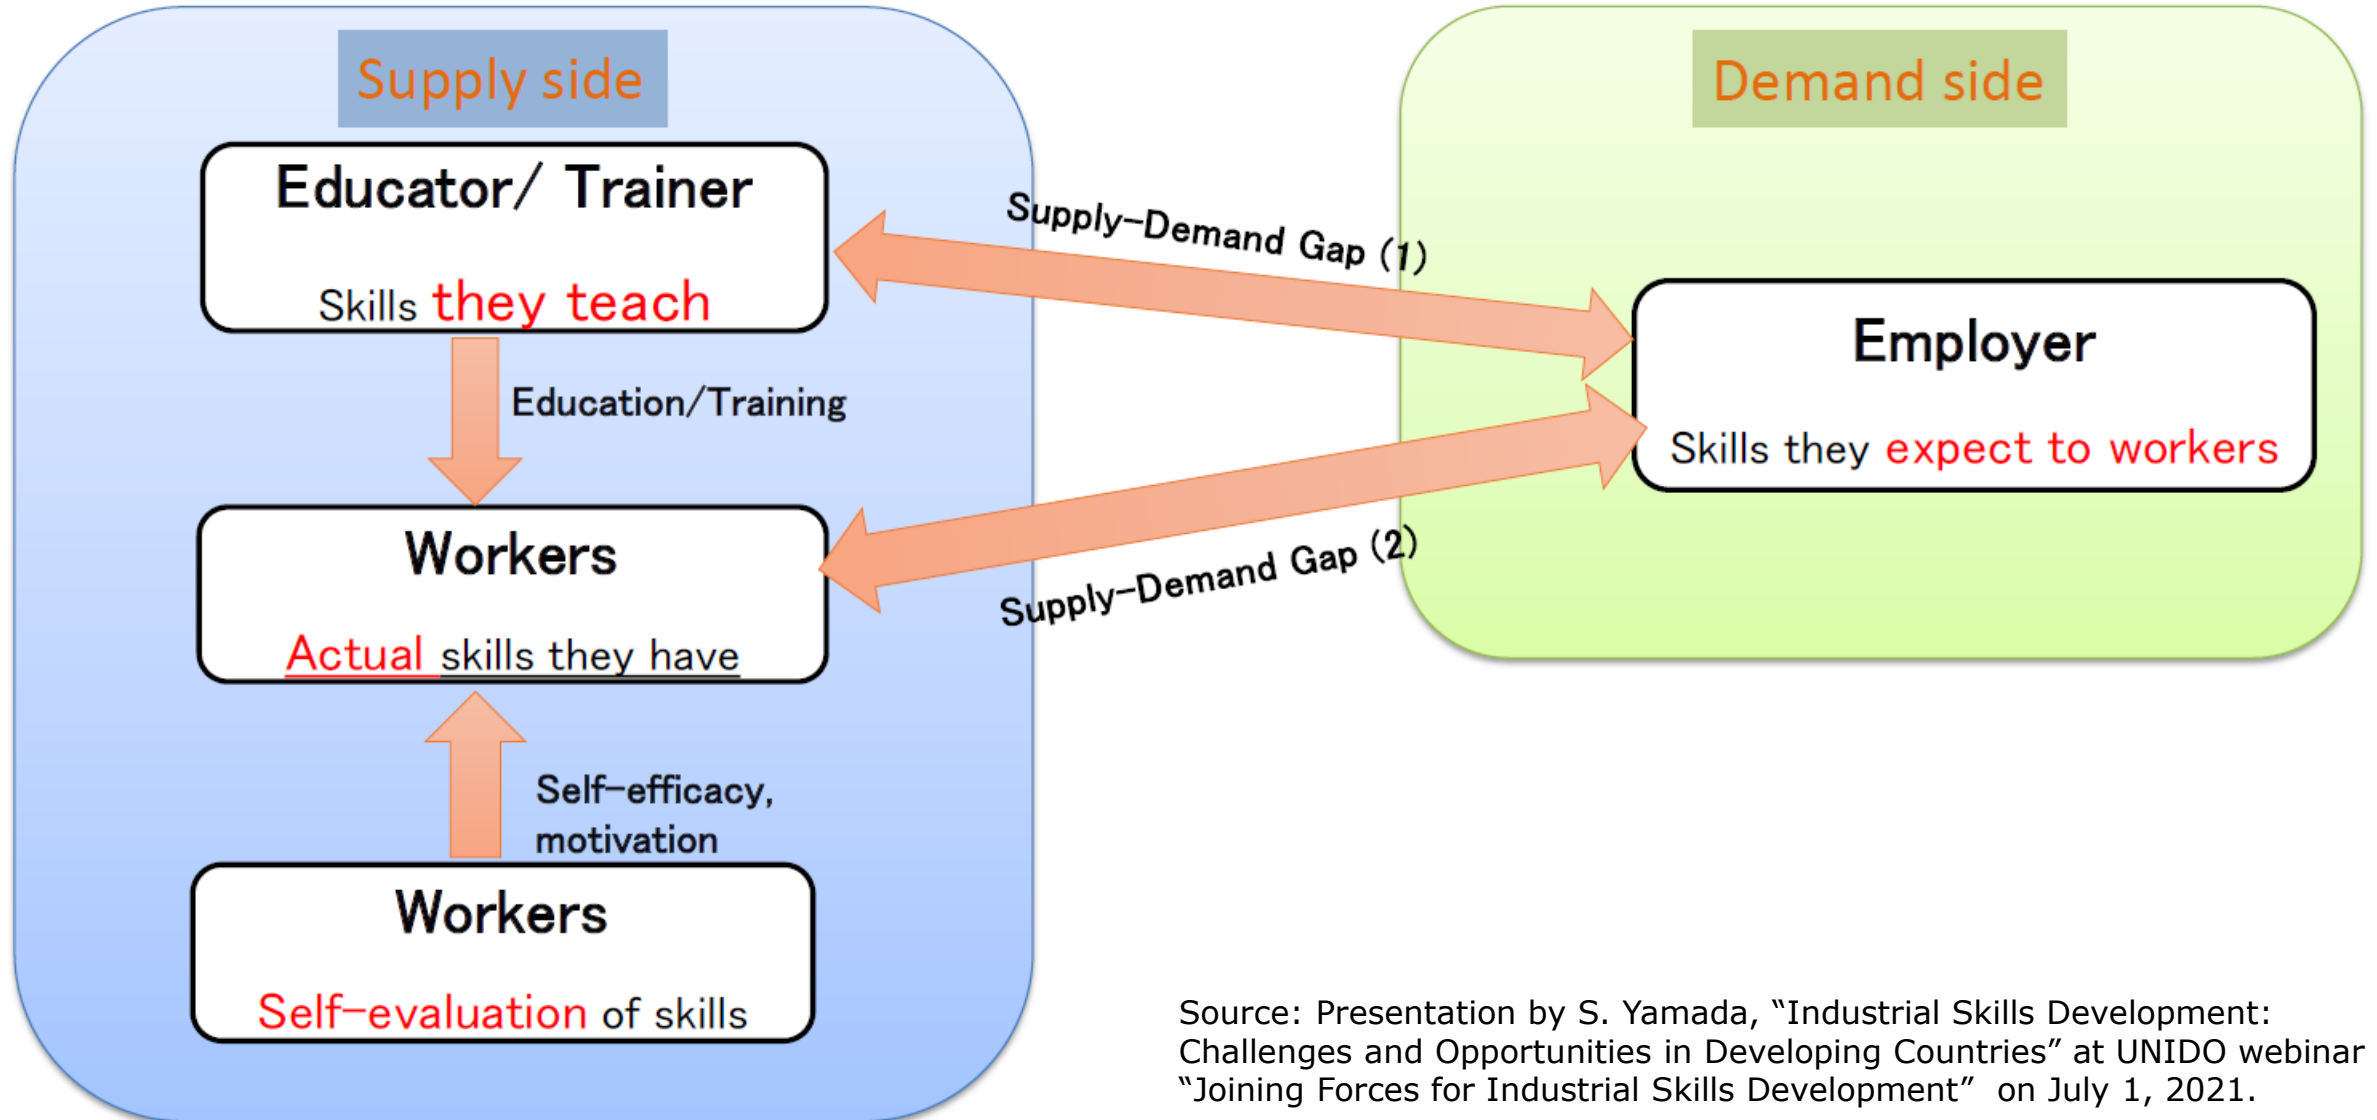 Supply side
Educator/ Trainer
Skills they teach
Education/Training
Workers
Actual skills they have
Self-efficacy,
motivation
Workers
Self-evaluation of skills
Supply-Demand Gap (1)
Supply-Demand Gap (2)
Demand side
Employer
Skills they expect to workers
Source: Presentation by S. Yamada, “Industrial Skills Development:
Challenges and Opportunities in Developing Countries” at UNIDO webinar
“Joining Forces for Industrial Skills Development” on July 1, 2021.